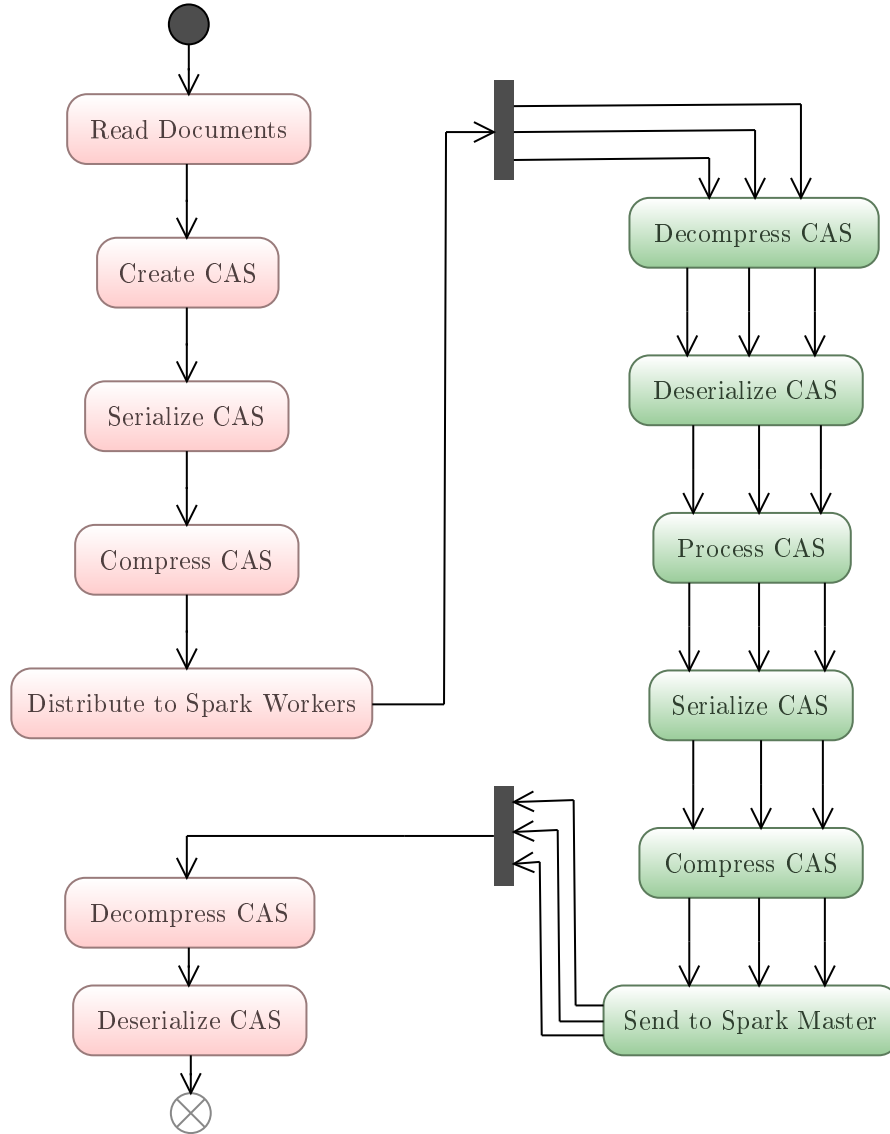 Read Documents
Create CAS
Serialize CAS
Compress CAS
Distribute to Spark Workers
Decompress CAS
Deserialize CAS
Process CAS
Serialize CAS
Compress CAS
Send to Spark Master
Decompress CAS
Deserialize CAS